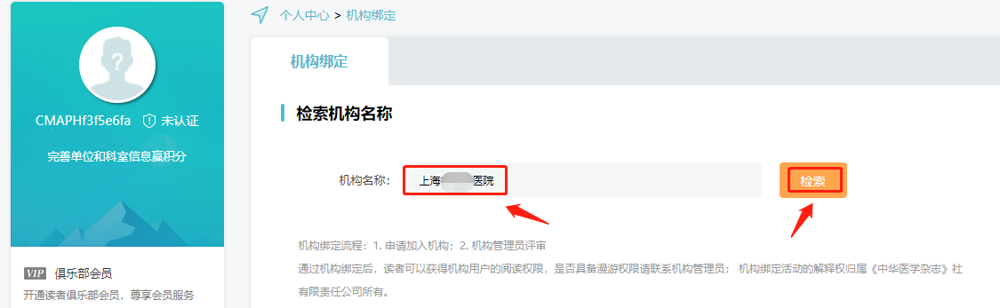 个人中心 > 机构绑定
机构绑定
CMAPHf3f5e6fa 未认证
完善单位和科室信息赢积分
VIP 俱乐部会员
开通读者俱乐部会员，尊享会员服务
检索机构名称
机构名称： 上海 医院 检索
机构绑定流程：1. 申请加入机构；2. 机构管理员评审
通过机构绑定后，读者可以获得机构用户的阅读权限，是否具备漫游权限请联系机构管理员； 机构绑定活动的解释权归属《中华医学杂志》社
有限责任公司所有。